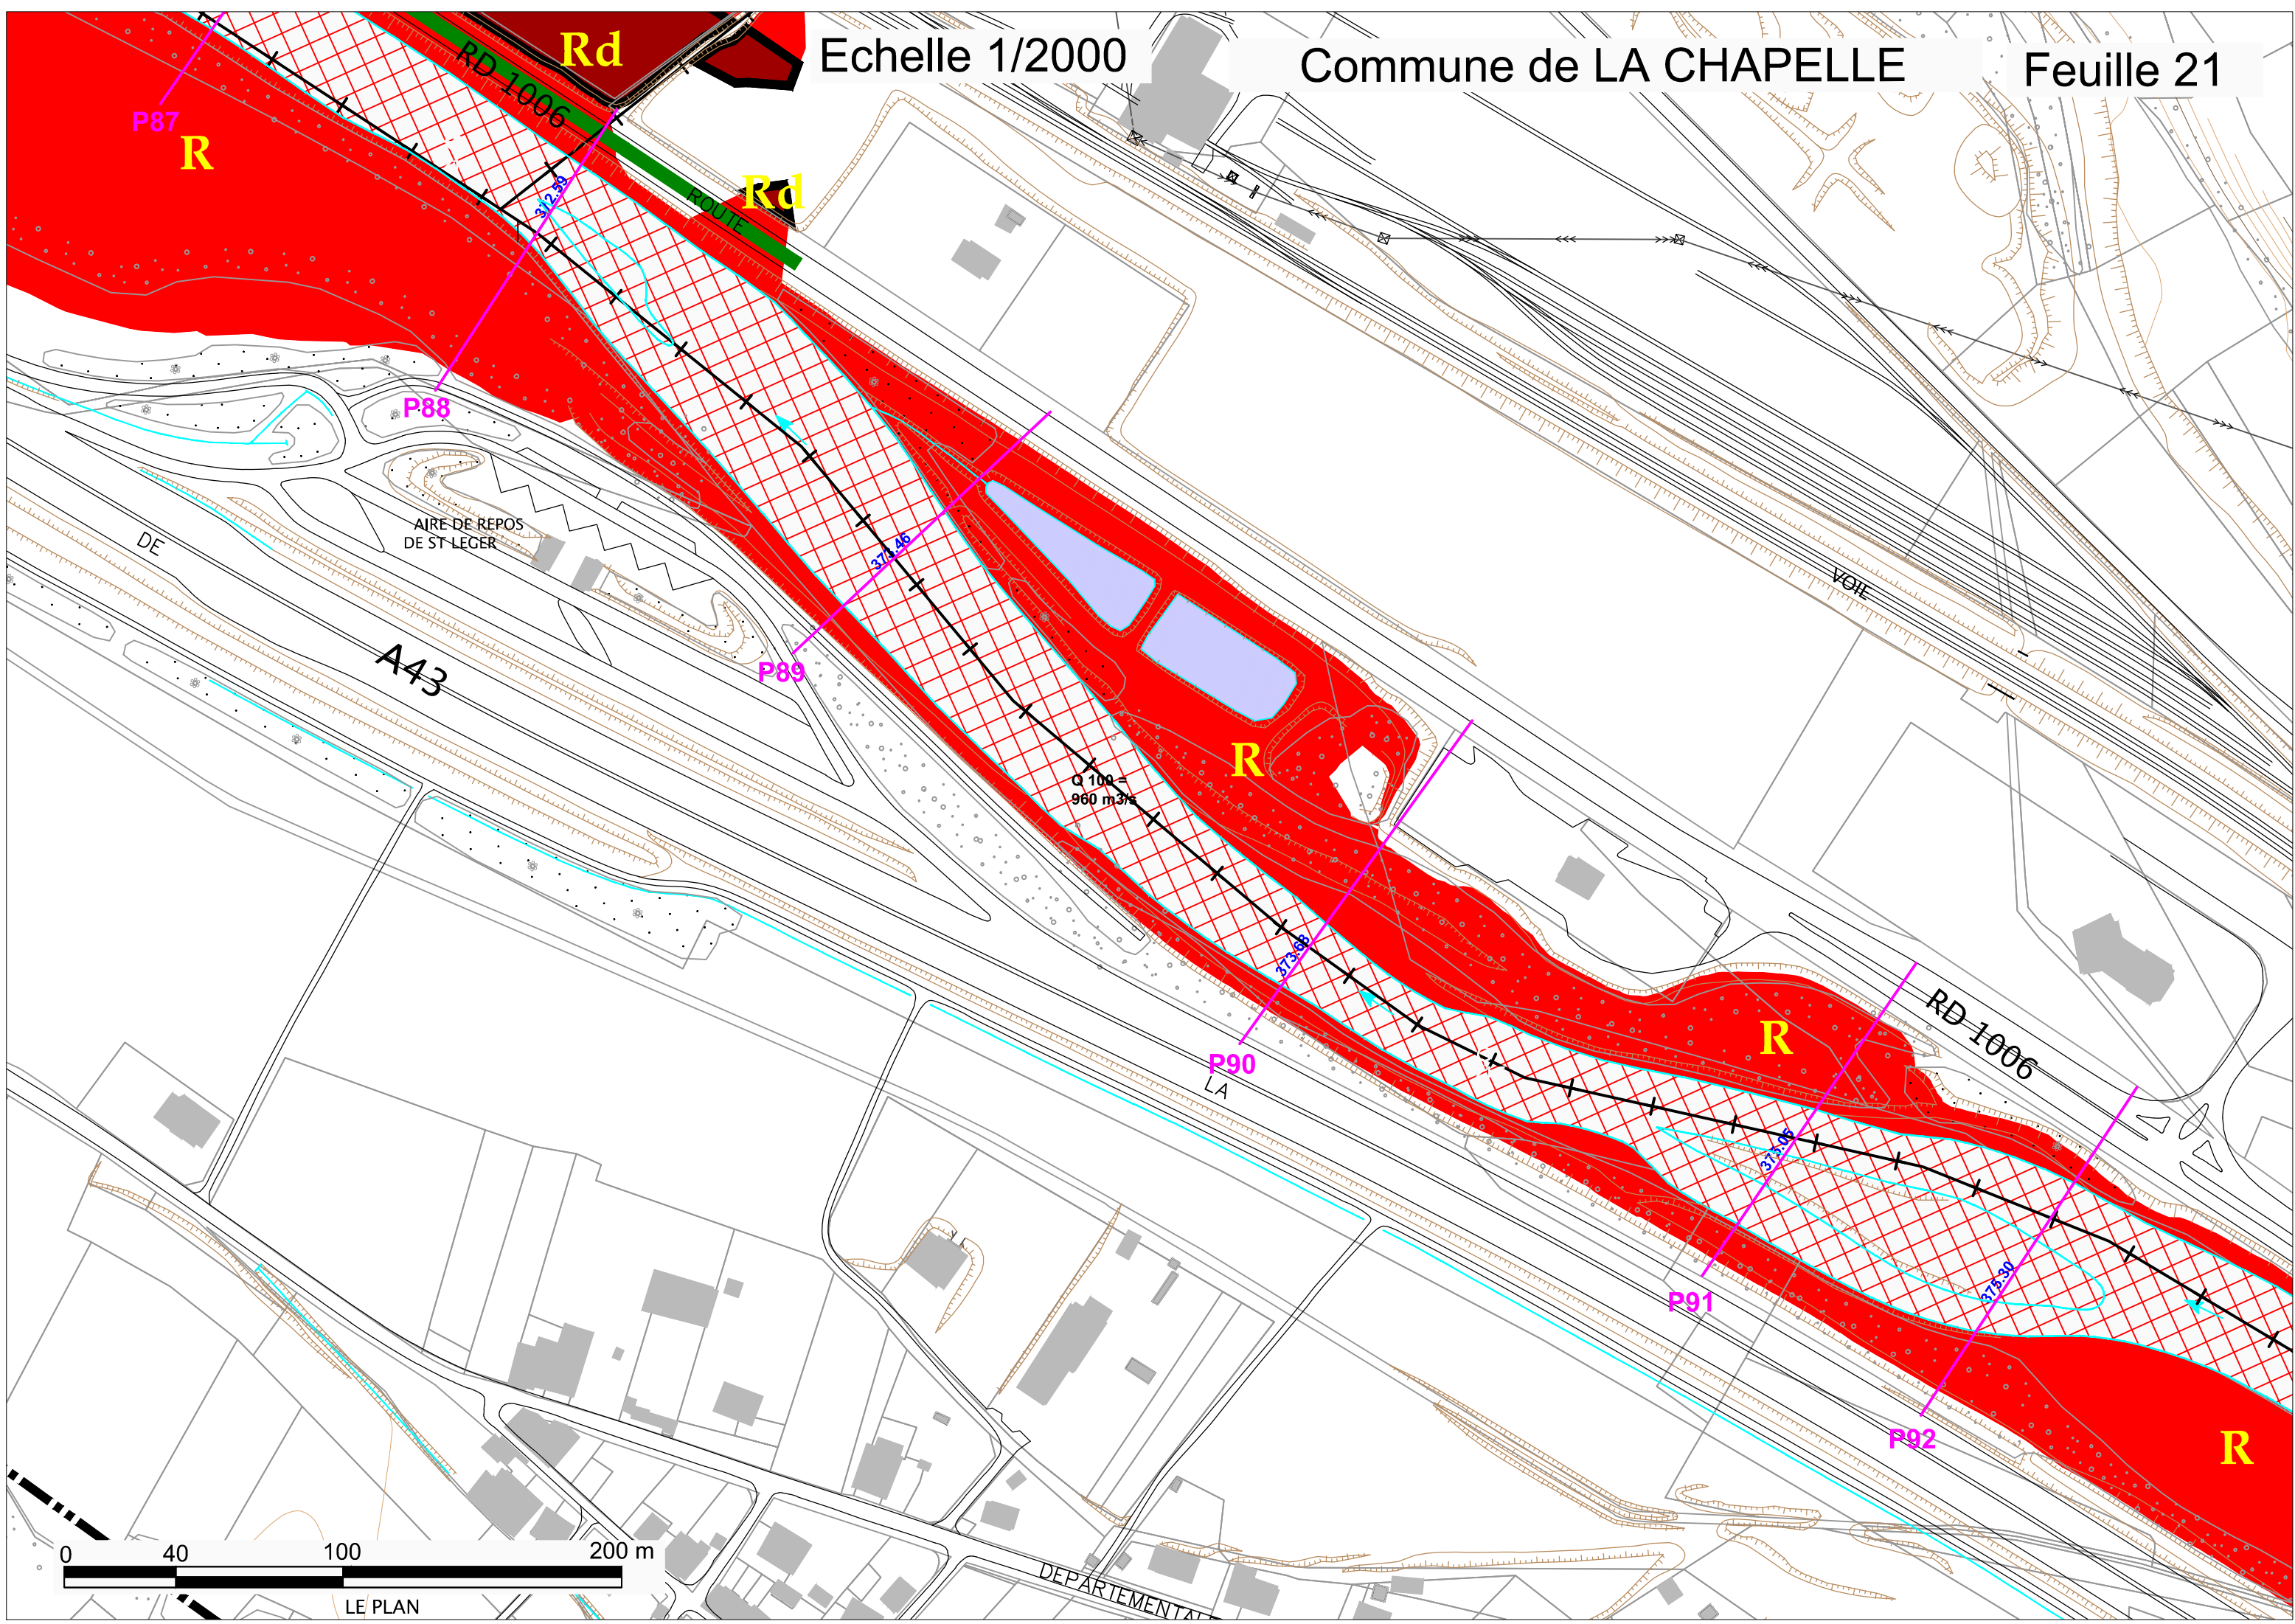 Echelle 1/2000
Commune de LA CHAPELLE
Feuille 21
Rd
RD 1006
P87
R
372.59
Rd
ROUTE
P88
AIRE DE REPOS
DE ST LEGER
DE
373.46
VOIE
A43
P89
R
Q 100 =
960 m3/s
373.68
RD 1006
R
P90
LA
375.06
375.30
P91
P92
R
0 40 100 200 m
DEPARTEMENTALE
LE PLAN